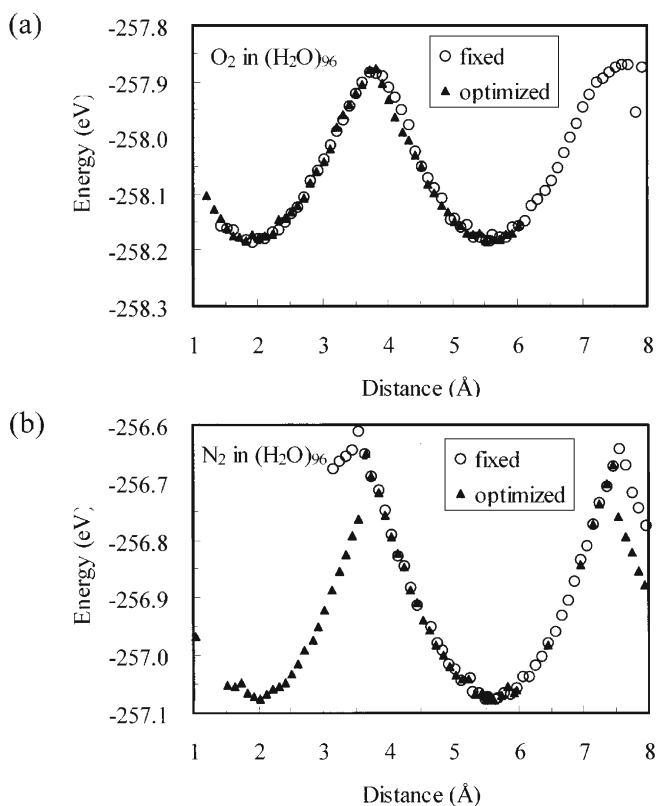 (a)
O₂ in (H₂O)₉₆
fixed
optimized
Energy (eV)
-257.8
-257.9
-258.0
-258.1
-258.2
-258.3
1 2 3 4 5 6 7 8
Distance (Å)
(b)
N₂ in (H₂O)₉₆
fixed
optimized
Energy (eV)
-256.6
-256.7
-256.8
-256.9
-257.0
-257.1
1 2 3 4 5 6 7 8
Distance (Å)